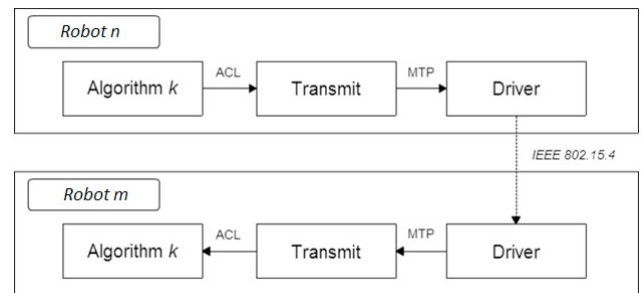 Robot n
Algorithm k
ACL
Transmit
MTP
Driver
IEEE 802.15.4
Robot m
Algorithm k
ACL
Transmit
MTP
Driver